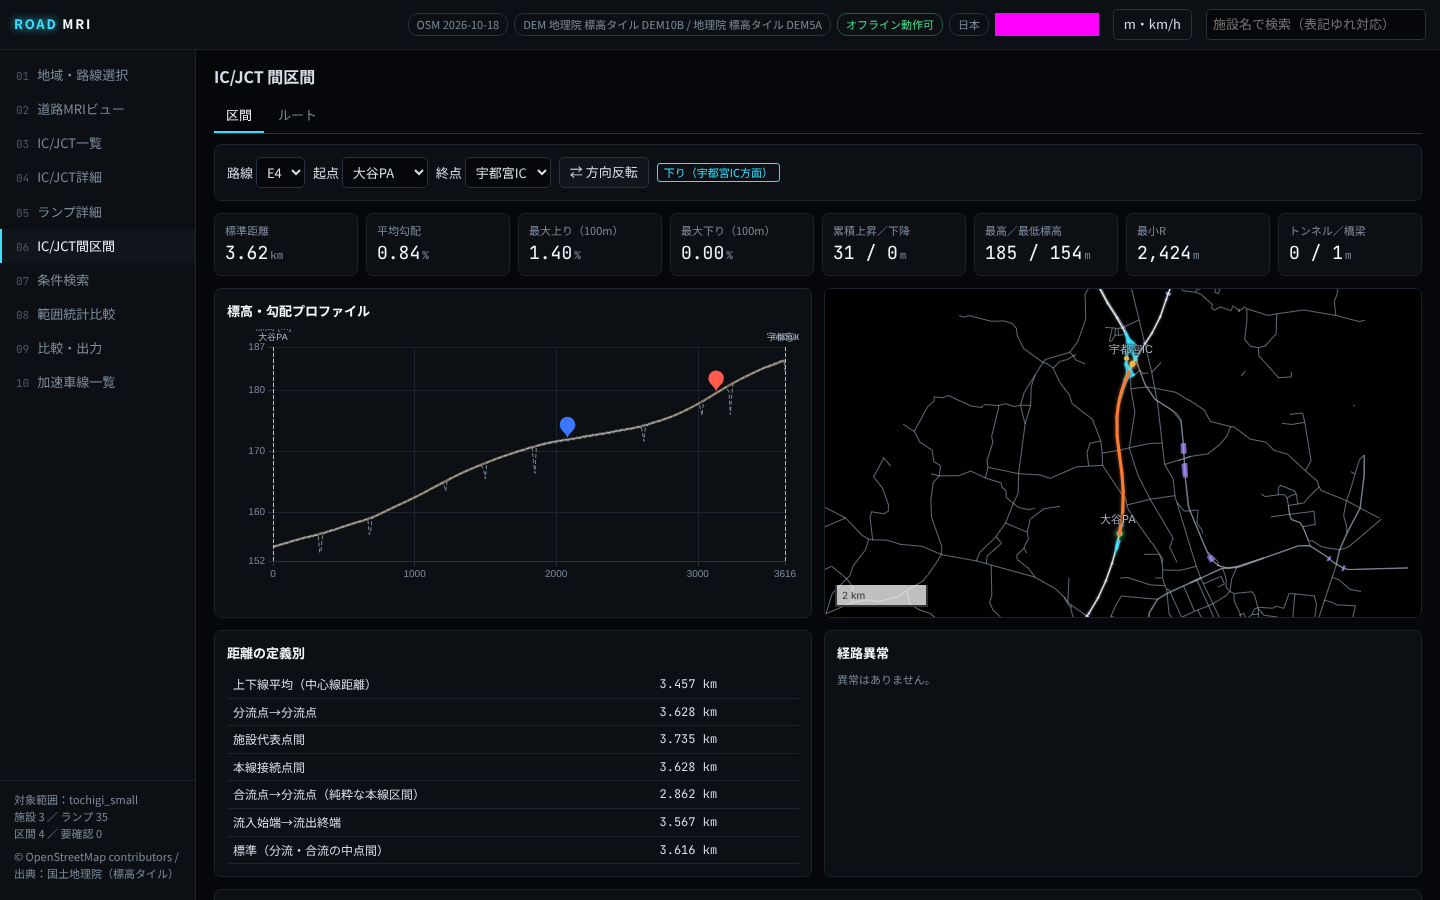 ROAD MRI
OSM 2026-10-18
DEM 地理院 標高タイル DEM10B / 地理院 標高タイル DEM5A
オフライン動作可
日本
m・km/h
施設名で検索（表記ゆれ対応）
01 地域・路線選択
02 道路MRIビュー
03 IC/JCT一覧
04 IC/JCT詳細
05 ランプ詳細
06 IC/JCT間区間
07 条件検索
08 範囲統計比較
09 比較・出力
10 加速車線一覧
対象範囲：tochigi_small
施設 3 ／ ランプ 35
区間 4 ／ 要確認 0
© OpenStreetMap contributors /
出典：国土地理院（標高タイル）
IC/JCT 間区間
区間 ルート
路線 E4 起点 大谷PA 終点 宇都宮IC ⇄ 方向反転 下り（宇都宮IC方面）
標準距離
3.62 km
平均勾配
0.84 %
最大上り（100m）
1.40 %
最大下り（100m）
0.00 %
累積上昇／下降
31 / 0 m
最高／最低標高
185 / 154 m
最小R
2,424 m
トンネル／橋梁
0 / 1 m
標高・勾配プロファイル
大谷PA
187
180
170
160
152
0 1000 2000 3000 3616
宇都宮IC
大谷PA
2 km
距離の定義別
上下線平均（中心線距離） 3.457 km
分流点→分流点 3.628 km
施設代表点間 3.735 km
本線接続点間 3.628 km
合流点→分流点（純粋な本線区間） 2.862 km
流入始端→流出終端 3.567 km
標準（分流・合流の中点間） 3.616 km
経路異常
異常はありません。